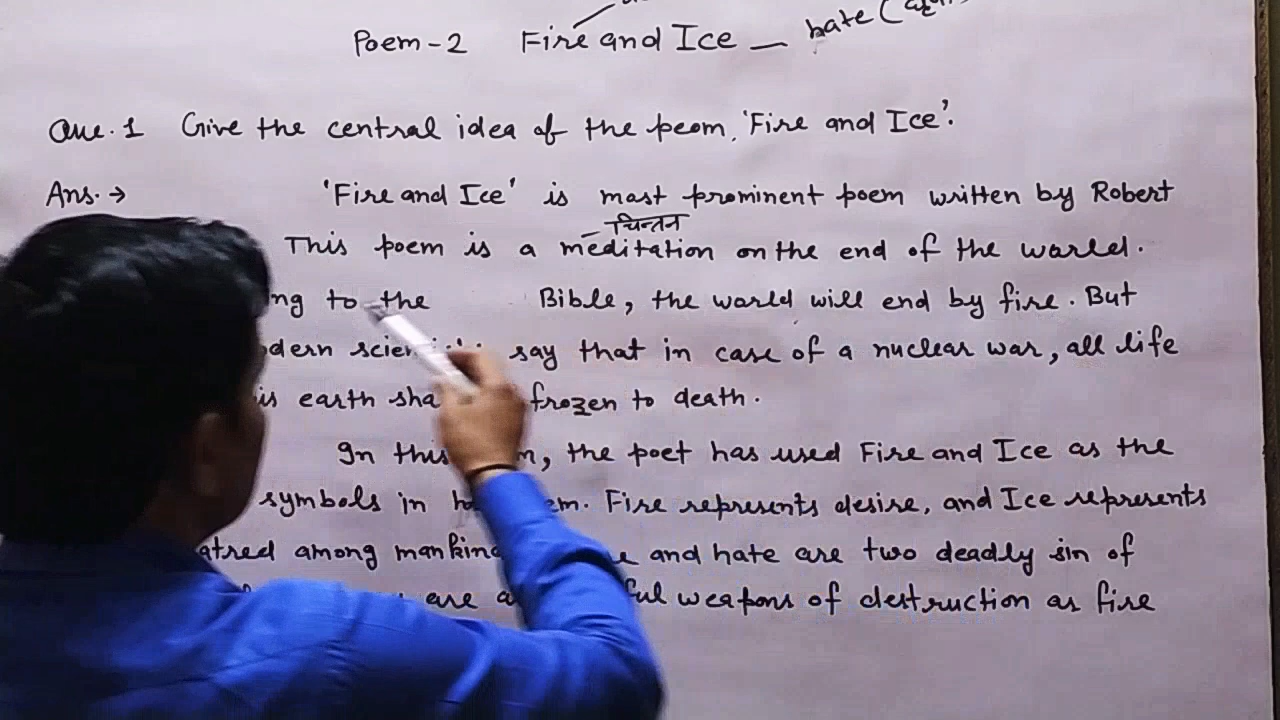 Poem-2 Fire and Ice — hate (
Que. 1 Give the central idea of the peom, 'Fire and Ice'.
Ans. → 'Fire and Ice' is most prominent poem written by Robert
चिन्तन
This poem is a meditation on the end of the world.
ng to the Bible, the world will end by fire. But
dern scien say that in case of a nuclear war, all life
is earth sha frozen to death.
In this m, the poet has used Fire and Ice as the
symbols in h em. Fire represents desire, and Ice represents
atred among mankind e and hate are two deadly sin of
are a ful weapons of destruction as fire